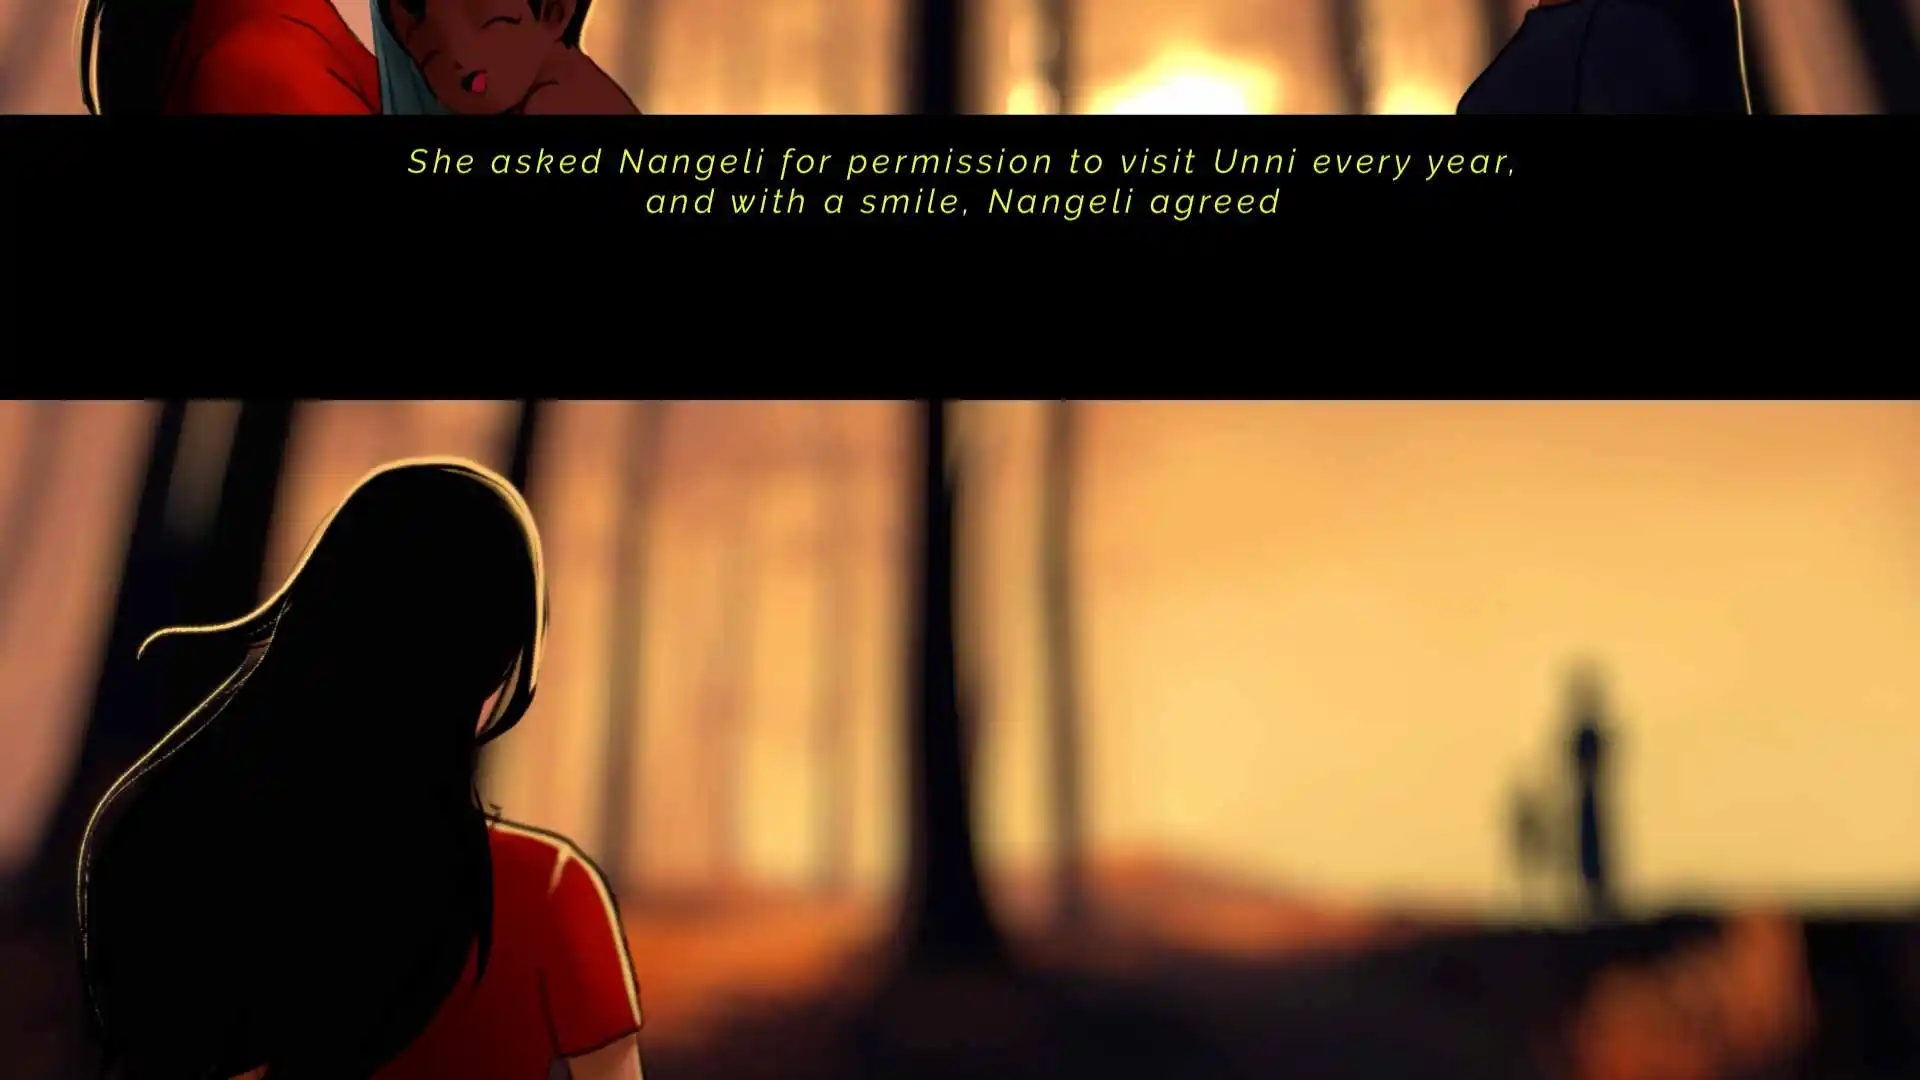 She asked Nangeli for permission to visit Unni every year,
and with a smile, Nangeli agreed